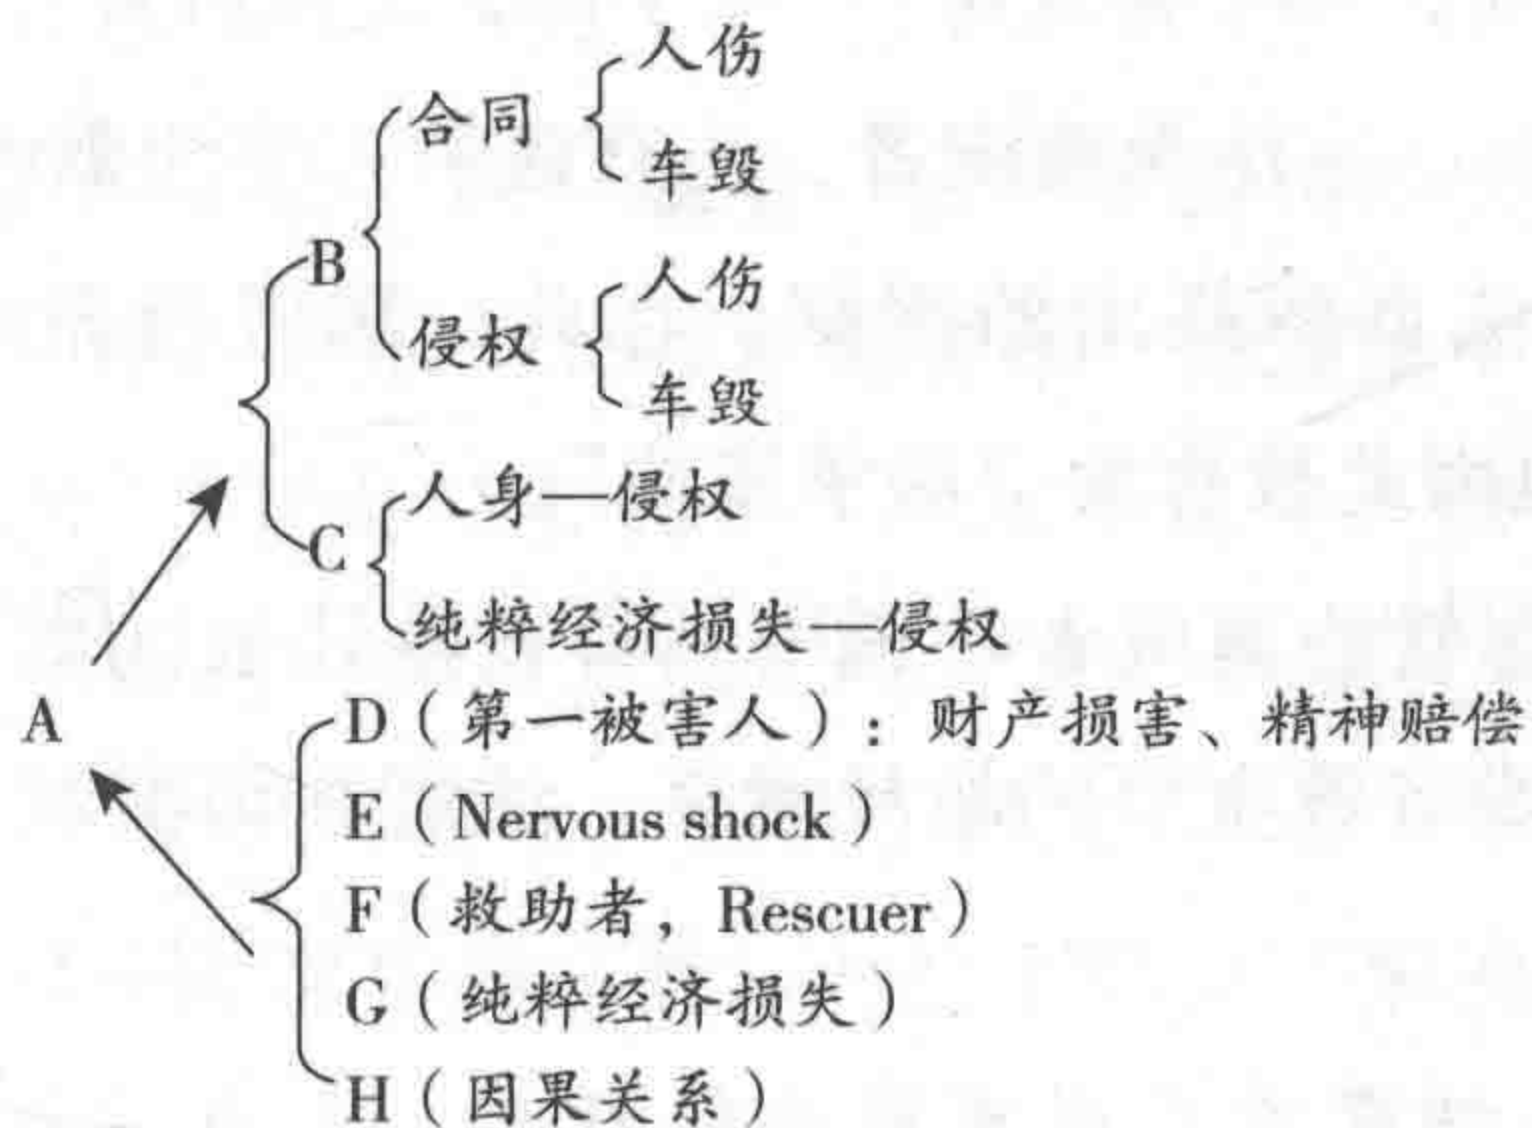 人伤
合同
车毁
B
人伤
侵权
车毁
人身—侵权
C
纯粹经济损失—侵权
A
D（第一被害人）：财产损害、精神赔偿
E（Nervous shock）
F（救助者，Rescuer）
G（纯粹经济损失）
H（因果关系）